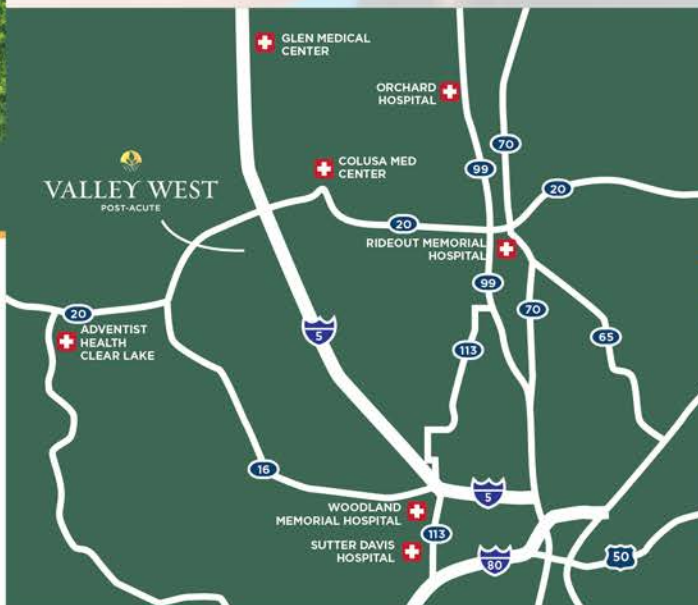 GLEN MEDICAL
CENTER
ORCHARD
HOSPITAL
70
COLUSA MED
CENTER
99
VALLEY WEST
POST-ACUTE
20
20
RIDEOUT MEMORIAL
HOSPITAL
99
20
70
ADVENTIST
HEALTH
CLEAR LAKE
5
113
65
16
5
WOODLAND
MEMORIAL HOSPITAL
113
SUTTER DAVIS
HOSPITAL
80
50